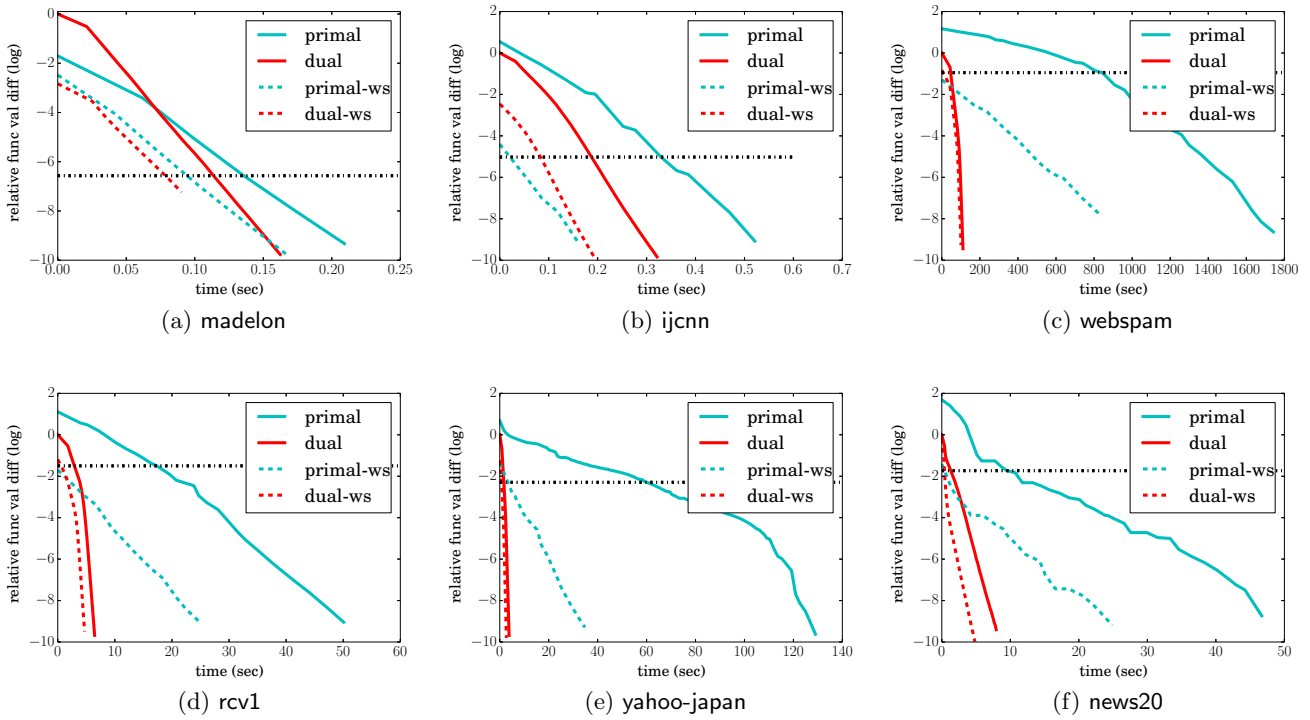 relative func val diff (log)
0
−2
−4
−6
−8
−10
0.00 0.05 0.10 0.15 0.20 0.25
time (sec)
primal
dual
primal-ws
dual-ws
(a) madelon
relative func val diff (log)
2
0
−2
−4
−6
−8
−10
0.0 0.1 0.2 0.3 0.4 0.5 0.6 0.7
time (sec)
primal
dual
primal-ws
dual-ws
(b) ijcnn
relative func val diff (log)
2
0
−2
−4
−6
−8
−10
0 200 400 600 800 1000 1200 1400 1600 1800
time (sec)
primal
dual
primal-ws
dual-ws
(c) webspam
relative func val diff (log)
2
0
−2
−4
−6
−8
−10
0 10 20 30 40 50 60
time (sec)
primal
dual
primal-ws
dual-ws
(d) rcv1
relative func val diff (log)
2
0
−2
−4
−6
−8
−10
0 20 40 60 80 100 120 140
time (sec)
primal
dual
primal-ws
dual-ws
(e) yahoo-japan
relative func val diff (log)
2
0
−2
−4
−6
−8
−10
0 10 20 30 40 50
time (sec)
primal
dual
primal-ws
dual-ws
(f) news20